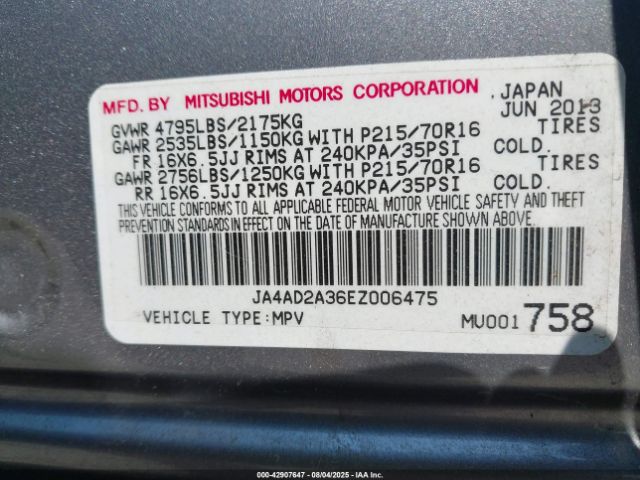 MFD. BY MITSUBISHI MOTORS CORPORATION. JAPAN
GVWR 4795LBS/2175KG JUN 2013
GAWR 2535LBS/1150KG WITH P215/70R16 TIRES
FR 16X6.5JJ RIMS AT 240KPA/35PSI COLD.
GAWR 2756LBS/1250KG WITH P215/70R16 TIRES
RR 16X6.5JJ RIMS AT 240KPA/35PSI COLD.
THIS VEHICLE CONFORMS TO ALL APPLICABLE FEDERAL MOTOR VEHICLE SAFETY AND THEFT
PREVENTION STANDARDS IN EFFECT ON THE DATE OF MANUFACTURE SHOWN ABOVE.
JA4AD2A36EZ006475
VEHICLE TYPE:MPV MU001 758
000-42907647 - 08/04/2025 - IAA Inc.